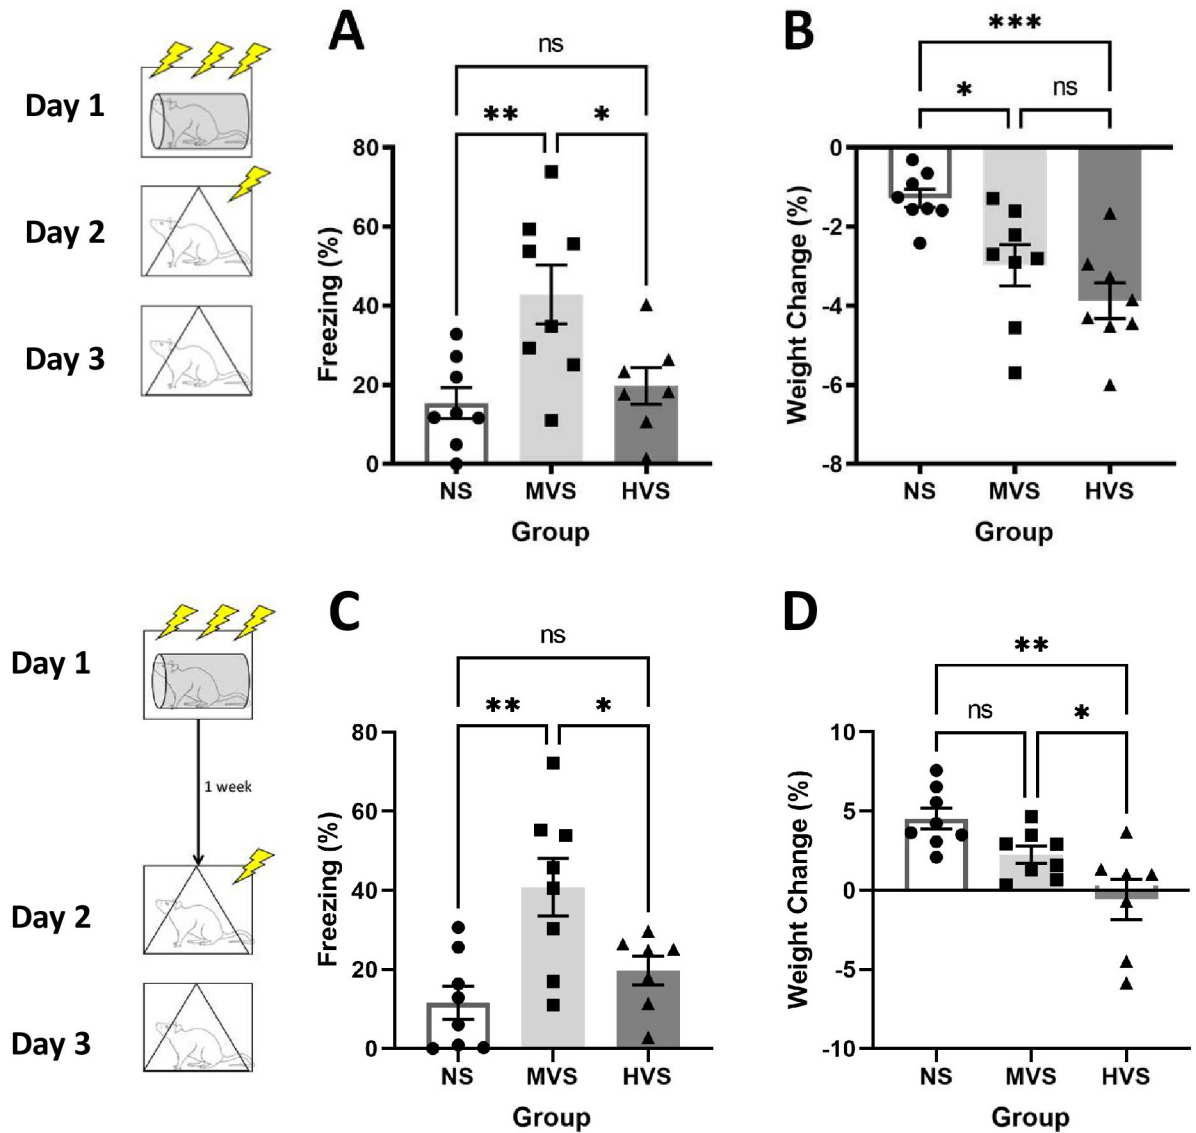 Day 1
Day 2
Day 3
A
ns
** *
Freezing (%)
80
60
40
20
0
NS MVS HVS
Group
B
***
* ns
Weight Change (%)
0
-2
-4
-6
-8
NS MVS HVS
Group
Day 1
1 week
Day 2
Day 3
C
ns
** *
Freezing (%)
80
60
40
20
0
NS MVS HVS
Group
D
**
ns *
Weight Change (%)
10
5
0
-5
-10
NS MVS HVS
Group